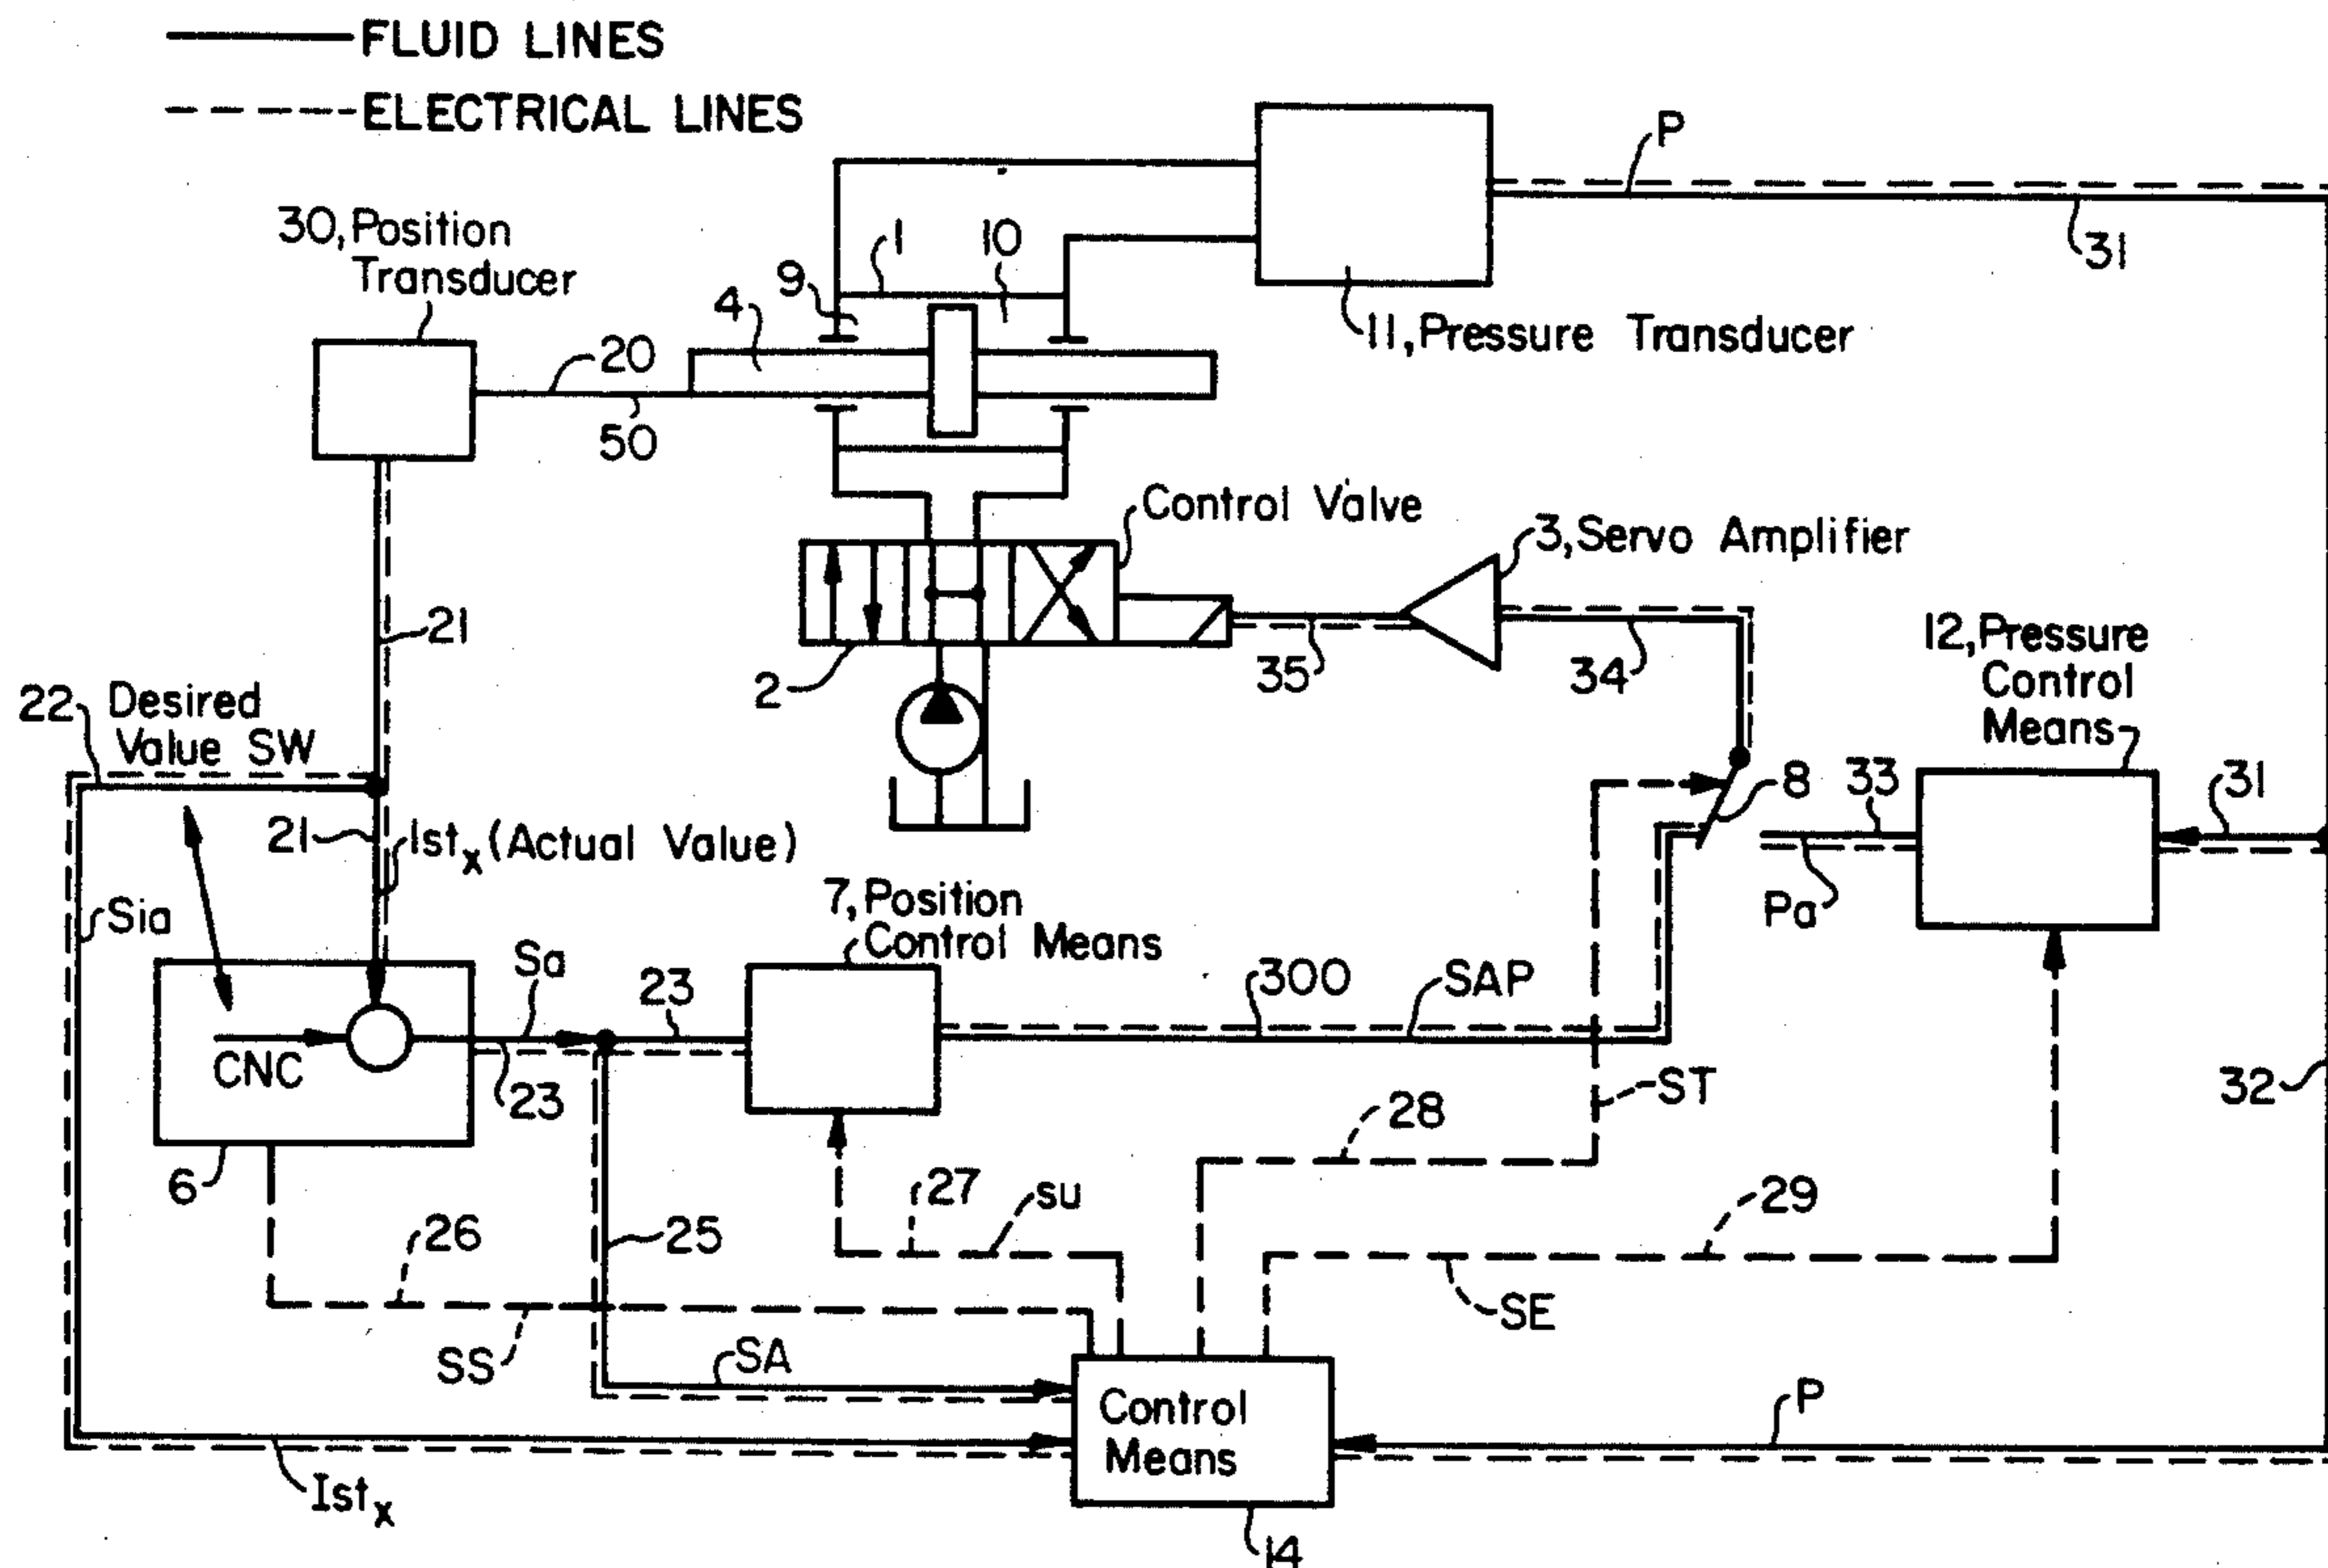 FLUID LINES
ELECTRICAL LINES
P
30, Position
Transducer
1
10
9
4
31
20
11, Pressure Transducer
50
Control Valve
3, Servo Amplifier
21
12, Pressure
Control
Means
2
35
34
22
Desired
Value SW
8
33
31
21
Istx (Actual Value)
7, Position
Control Means
Pa
Sia
Sa
23
300
SAP
CNC
23
ST
32
28
6
27
su
29
26
25
SE
SS
SA
P
Control
Means
Istx
14